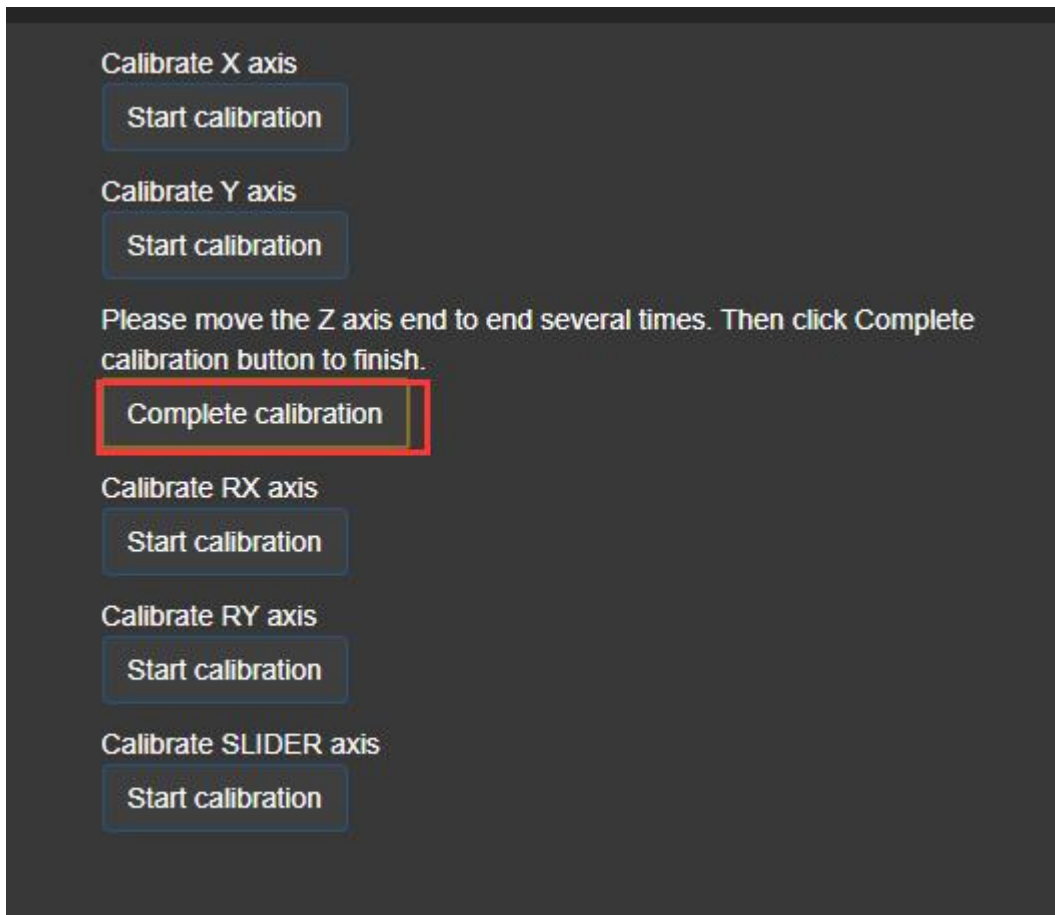 Calibrate X axis
Start calibration
Calibrate Y axis
Start calibration
Please move the Z axis end to end several times. Then click Complete
calibration button to finish.
Complete calibration
Calibrate RX axis
Start calibration
Calibrate RY axis
Start calibration
Calibrate SLIDER axis
Start calibration